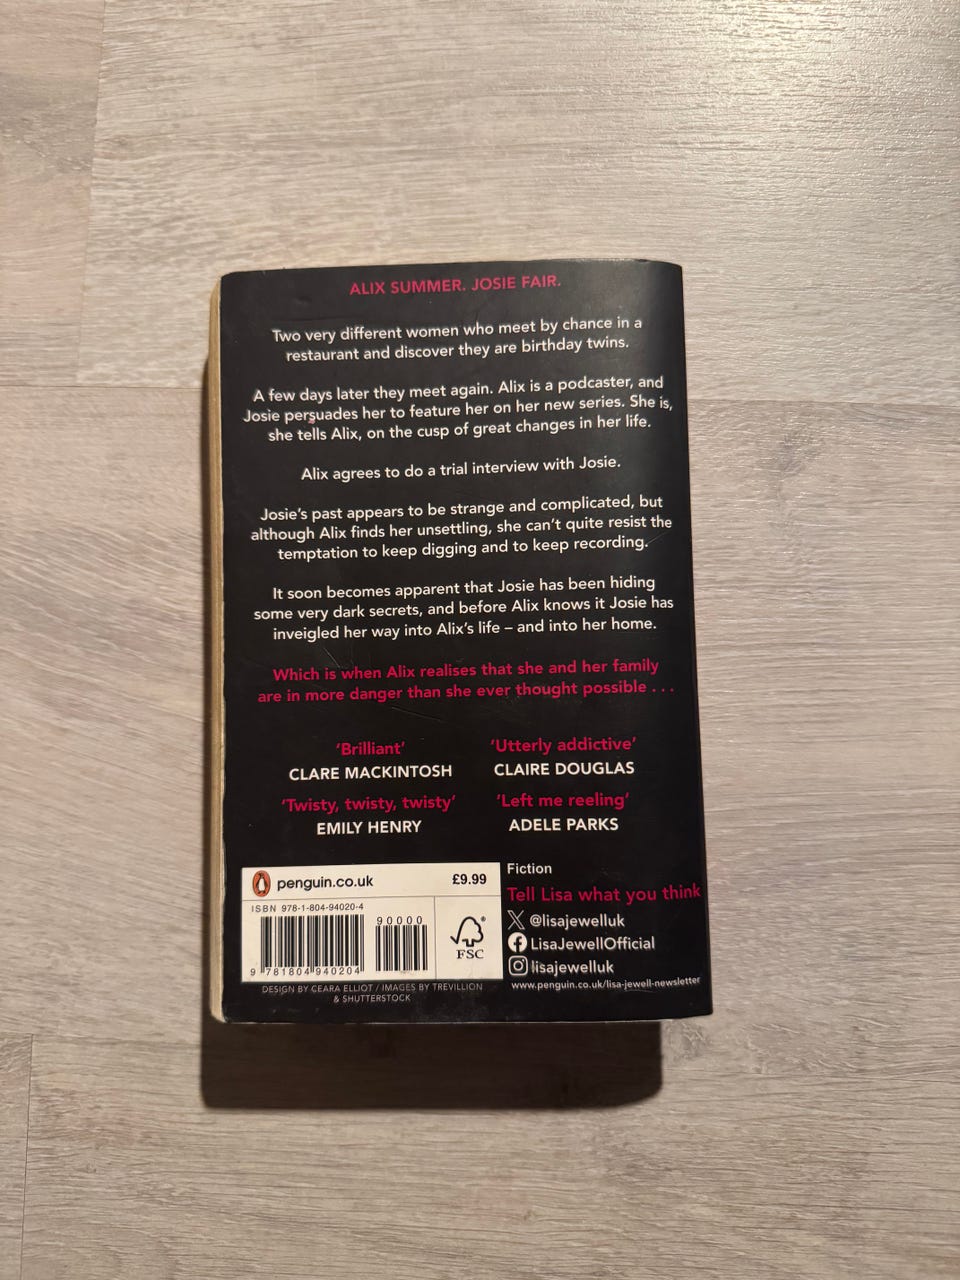 ALIX SUMMER. JOSIE FAIR.
Two very different women who meet by chance in a
restaurant and discover they are birthday twins.
A few days later they meet again. Alix is a podcaster, and
Josie persuades her to feature her on her new series. She is,
she tells Alix, on the cusp of great changes in her life.
Alix agrees to do a trial interview with Josie.
Josie's past appears to be strange and complicated, but
although Alix finds her unsettling, she can't quite resist the
temptation to keep digging and to keep recording.
It soon becomes apparent that Josie has been hiding
some very dark secrets, and before Alix knows it Josie has
inveigled her way into Alix's life – and into her home.
Which is when Alix realises that she and her family
are in more danger than she ever thought possible . . .
'Brilliant'
CLARE MACKINTOSH
'Utterly addictive'
CLAIRE DOUGLAS
'Twisty, twisty, twisty'
EMILY HENRY
'Left me reeling'
ADELE PARKS
penguin.co.uk £9.99
ISBN 978-1-804-94020-4
90000
9 781804 940204
FSC
DESIGN BY CEARA ELLIOT / IMAGES BY TREVILLION
& SHUTTERSTOCK
Fiction
Tell Lisa what you think
@lisajewelluk
LisaJewellOfficial
lisajewelluk
www.penguin.co.uk/lisa-jewell-newsletter